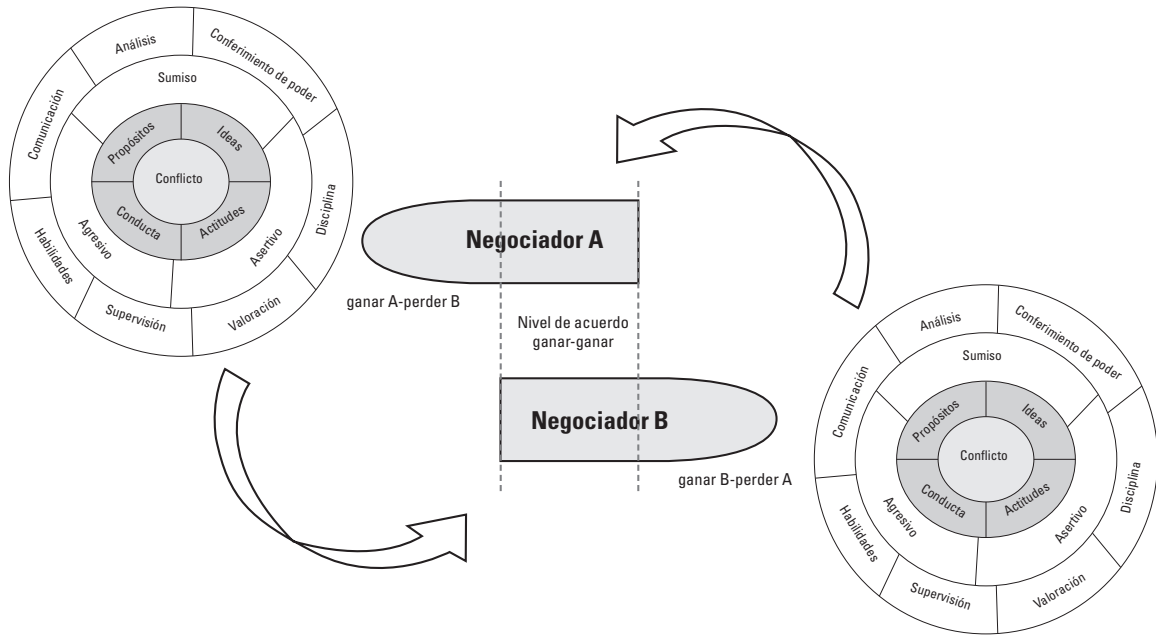 Análisis
Conferimiento de poder
Comunicación
Sumiso
Propósitos
Ideas
Conflicto
Conducta
Actitudes
Agresivo
Asertivo
Disciplina
Habilidades
Supervisión
Valoración
Negociador A
ganar A-perder B
Nivel de acuerdo
ganar-ganar
Negociador B
ganar B-perder A
Análisis
Conferimiento de poder
Comunicación
Sumiso
Propósitos
Ideas
Conflicto
Conducta
Actitudes
Agresivo
Asertivo
Disciplina
Habilidades
Supervisión
Valoración